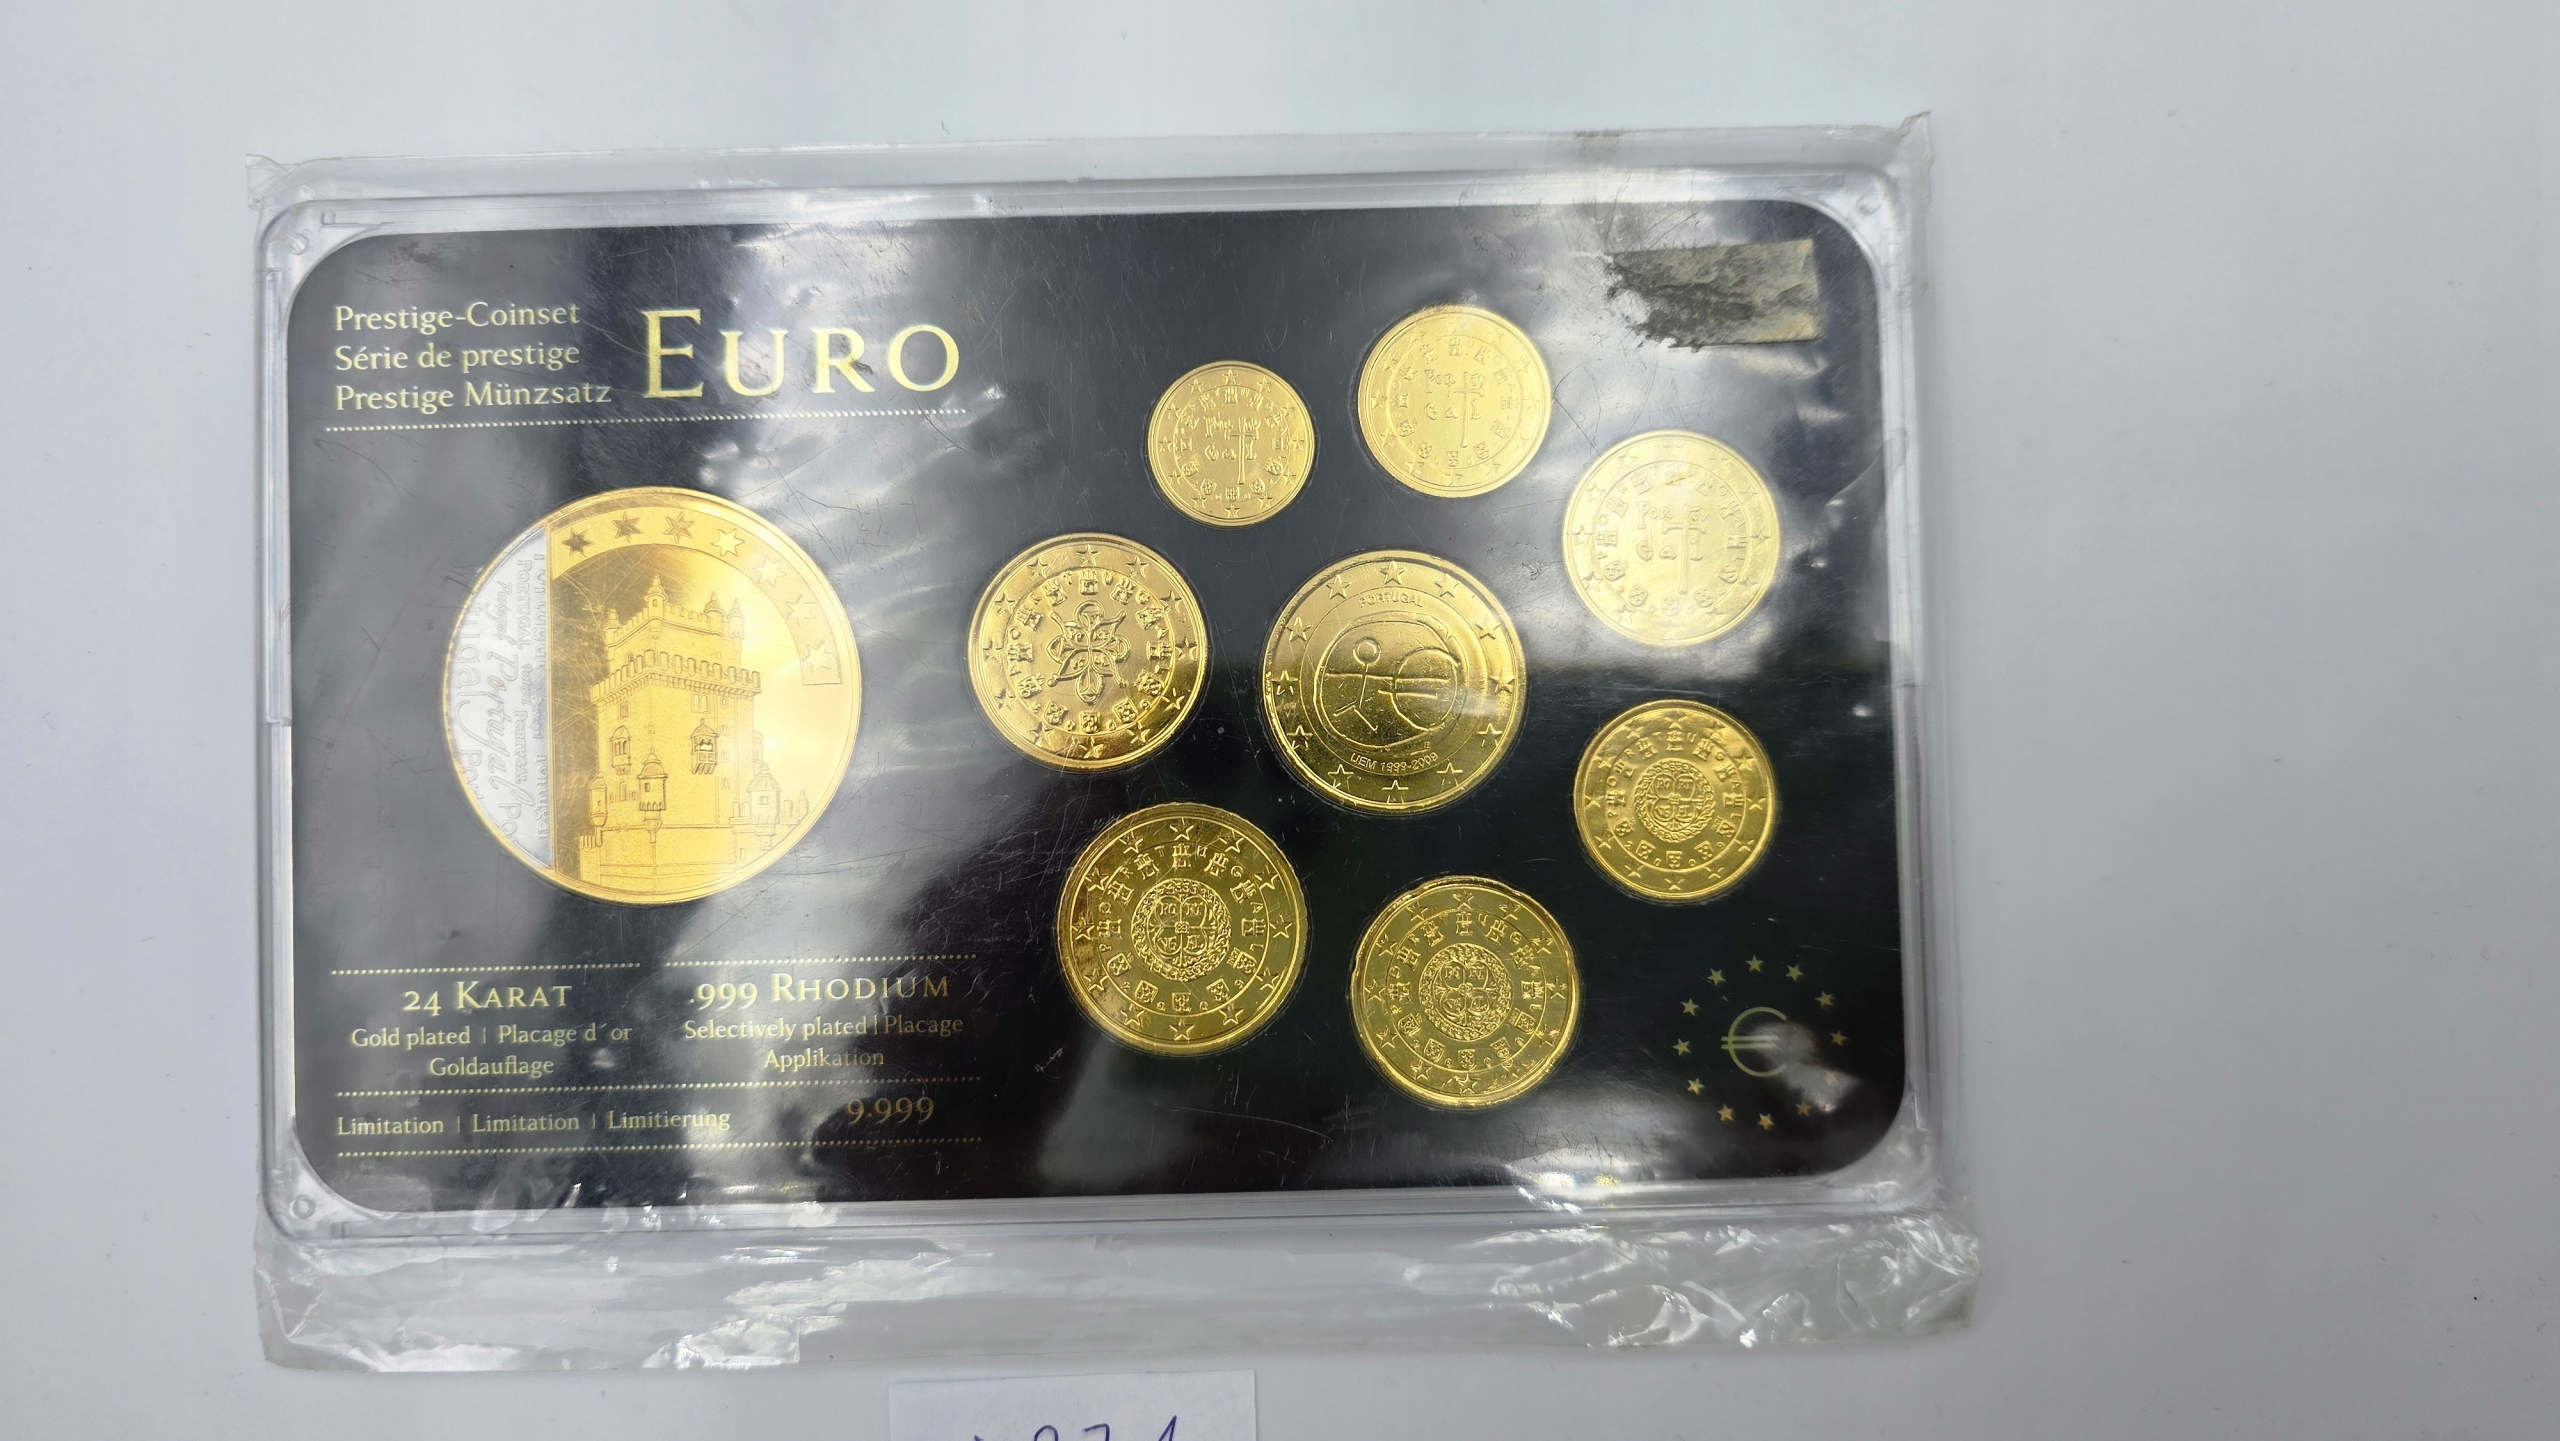 Prestige-Coinset
Série de prestige
Prestige Münzsatz
EURO
PORTUGAL
UEM 1999-2009
Portugal
24 KARAT
Gold plated | Placage d´or
Goldauflage
.999 RHODIUM
Selectively plated | Placage
Applikation
Limitation | Limitation | Limitierung
9.999
€